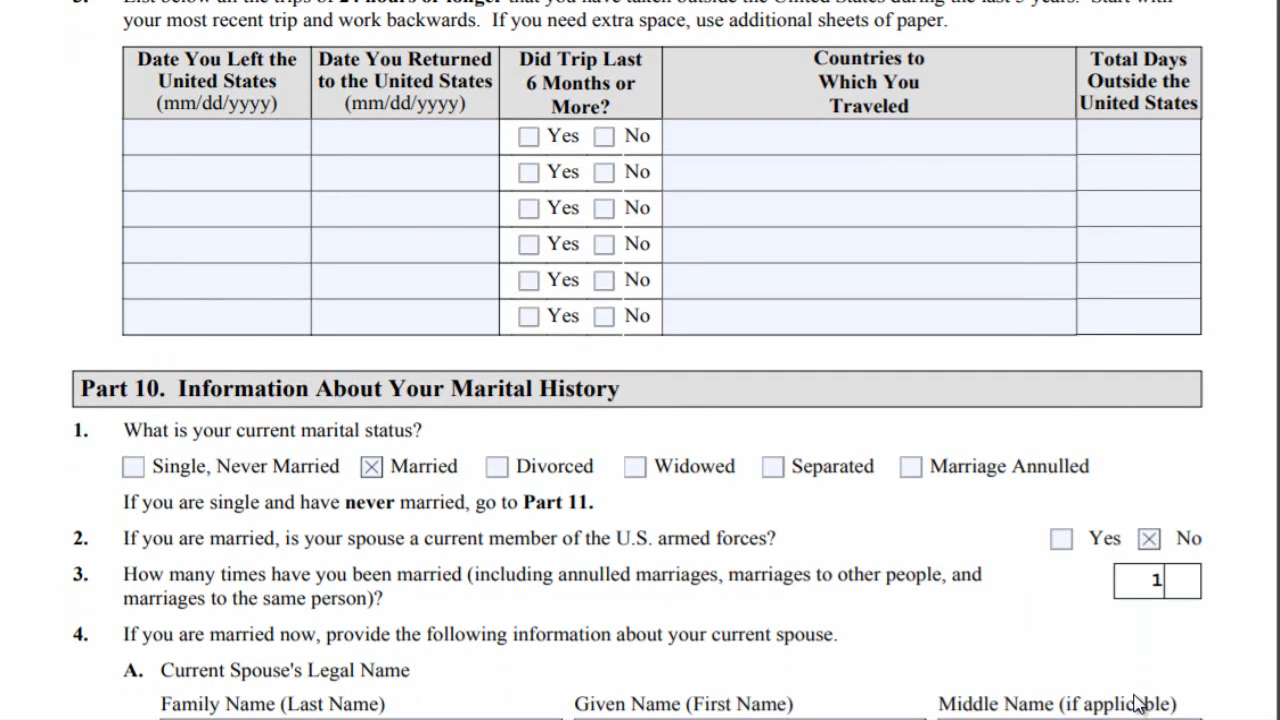 your most recent trip and work backwards. If you need extra space, use additional sheets of paper.
Date You Left the United States (mm/dd/yyyy)
Date You Returned to the United States (mm/dd/yyyy)
Did Trip Last 6 Months or More?
Countries to Which You Traveled
Total Days Outside the United States
Yes No
Yes No
Yes No
Yes No
Yes No
Yes No
Part 10. Information About Your Marital History
1. What is your current marital status?
Single, Never Married Married Divorced Widowed Separated Marriage Annulled
If you are single and have never married, go to Part 11.
2. If you are married, is your spouse a current member of the U.S. armed forces? Yes No
3. How many times have you been married (including annulled marriages, marriages to other people, and 1
marriages to the same person)?
4. If you are married now, provide the following information about your current spouse.
A. Current Spouse's Legal Name
Family Name (Last Name) Given Name (First Name) Middle Name (if applicable)